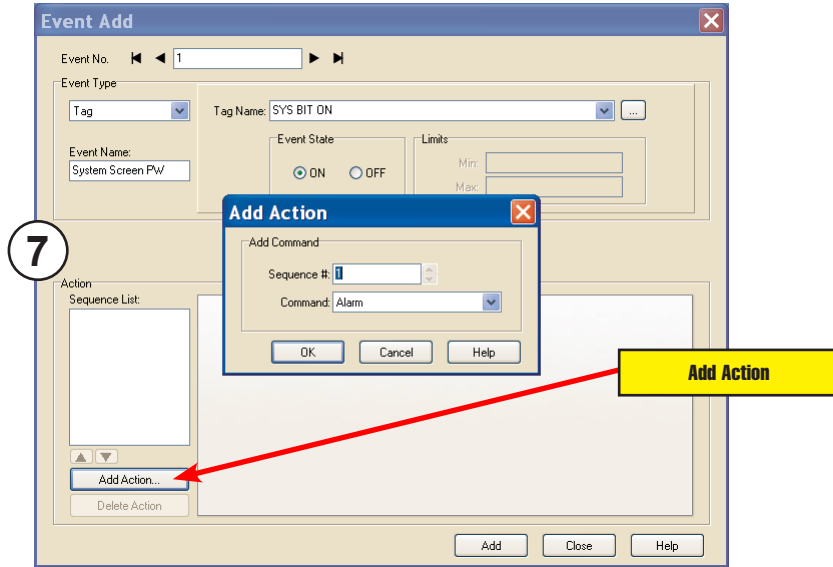 Event Add
Event No. 1
Event Type
Tag
Tag Name: SYS BIT ON
...
Event Name:
System Screen PW
Event State
ON OFF
Limits
Min:
Max:
7
Add Action
Add Command
Sequence #: 1
Command: Alarm
OK Cancel Help
Action
Sequence List:
Add Action
Add Action...
Delete Action
Add Close Help